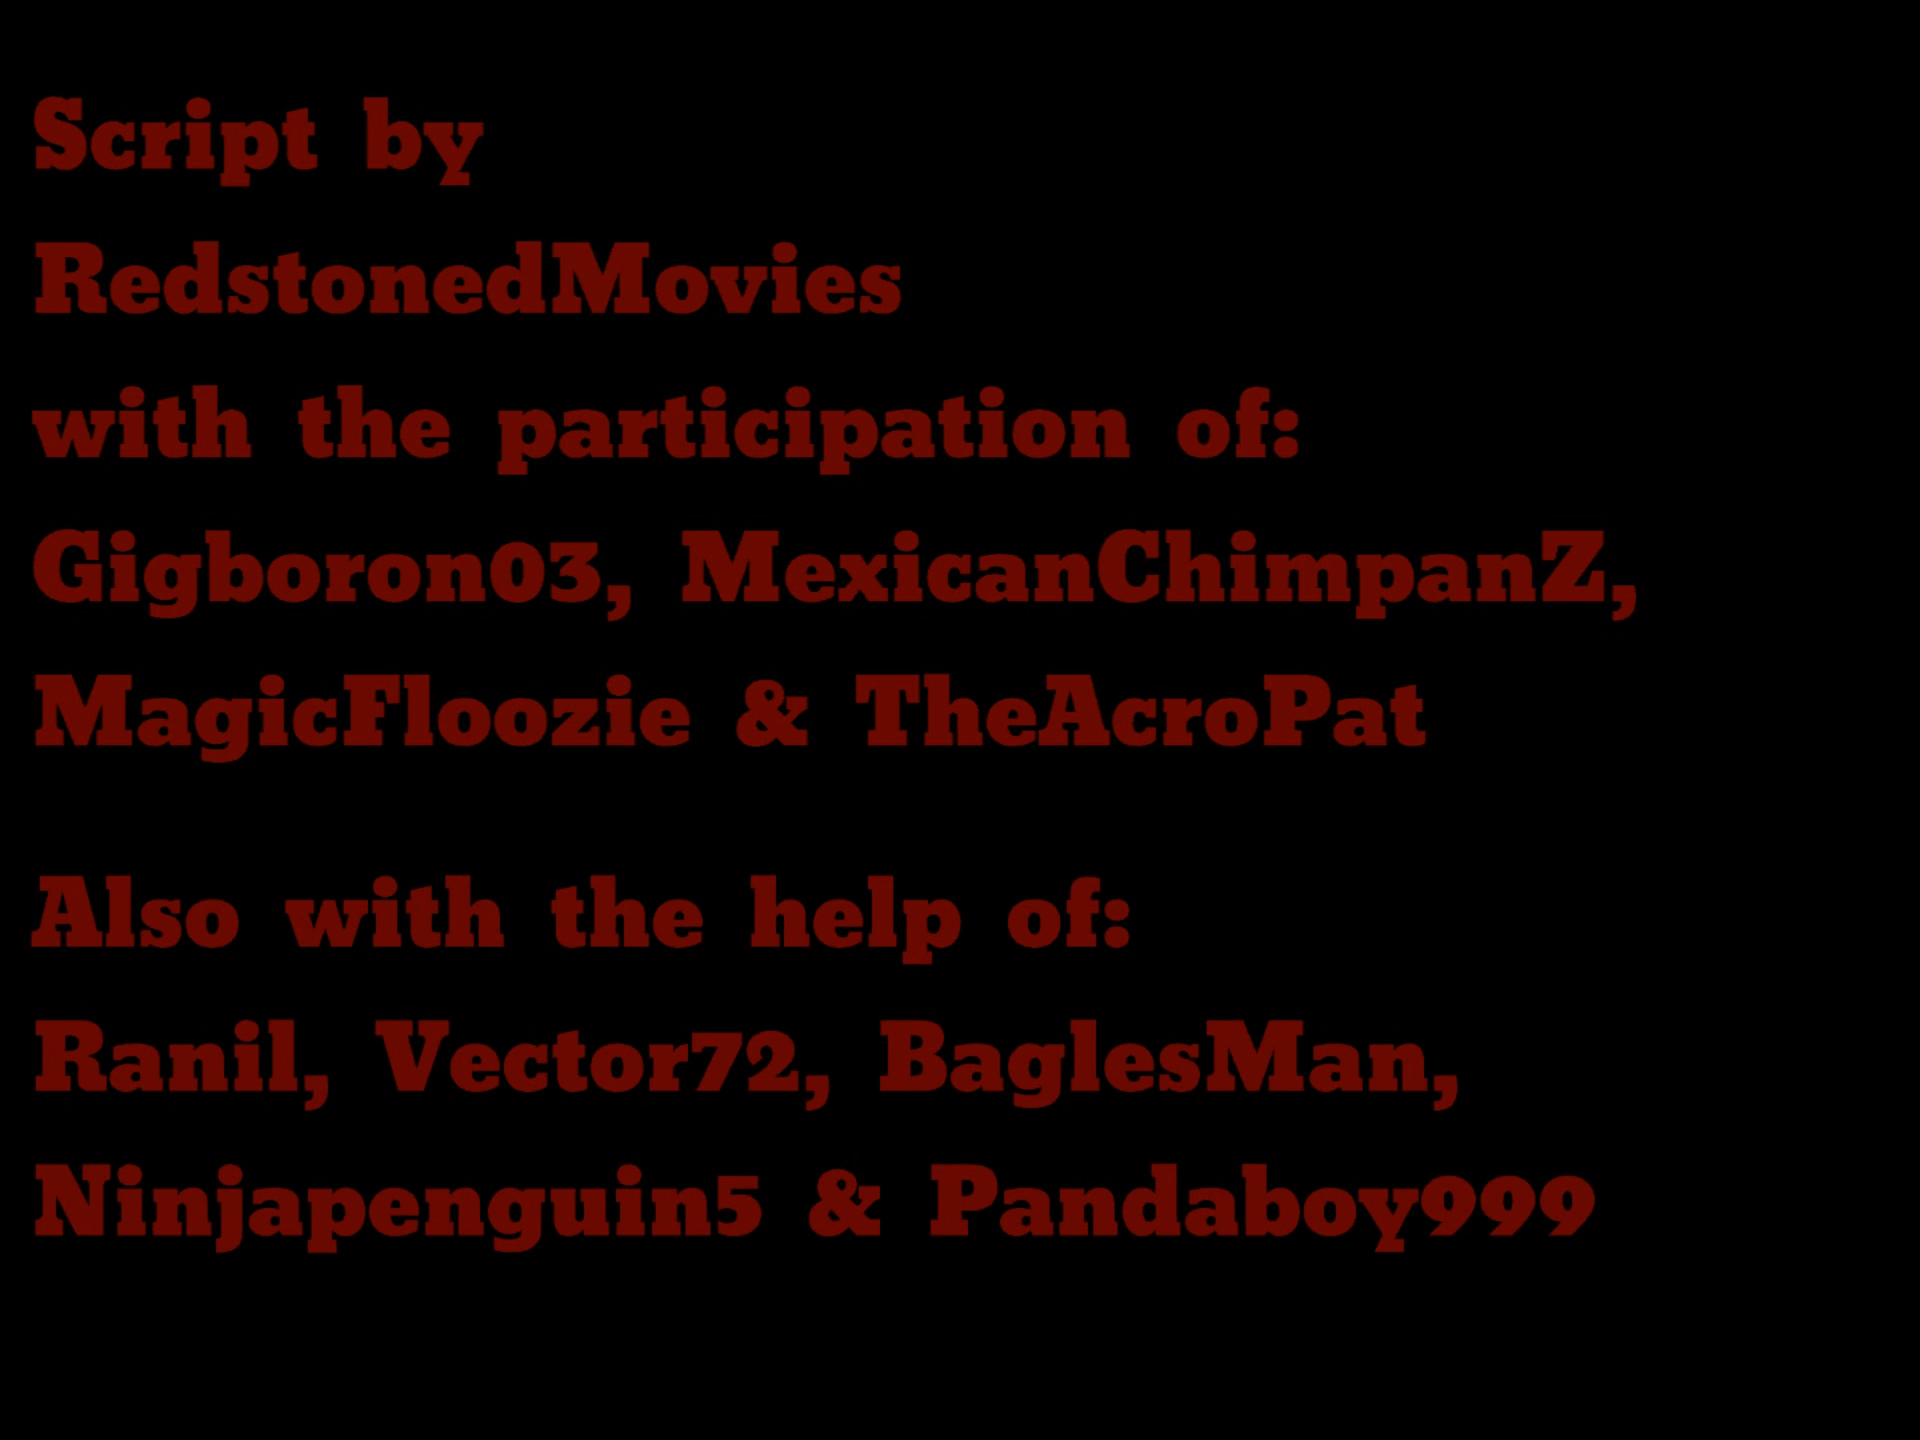 Script by
RedstonedMovies
with the participation of:
Gigboron03, MexicanChimpanZ,
MagicFloozie & TheAcroPat
Also with the help of:
Ranil, Vector72, BaglesMan,
Ninjapenguin5 & Pandaboy999